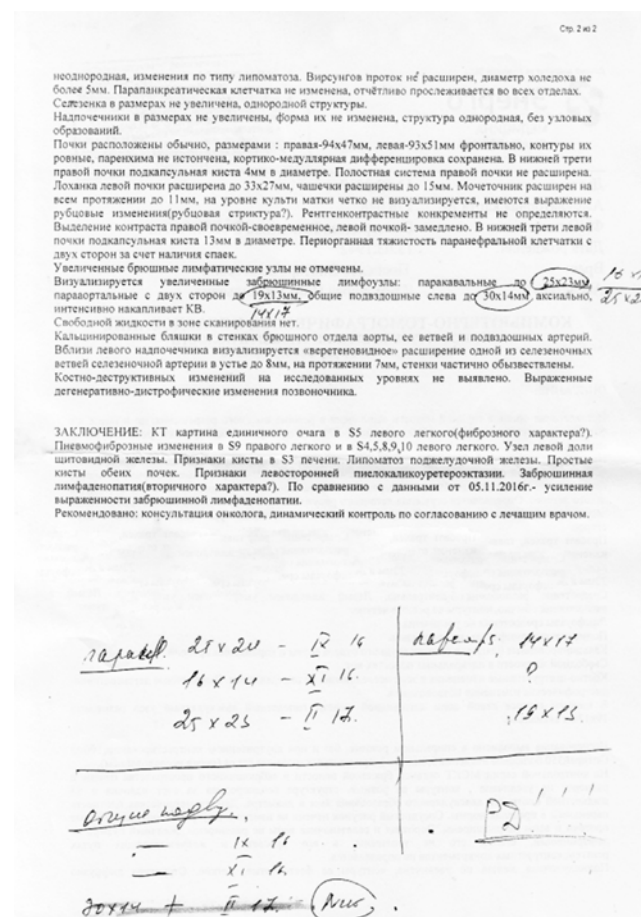 Стр. 2 из 2
неоднородная, изменения по типу липоматоза. Вирсунгов проток не расширен, диаметр холедоха не
более 5мм. Парапанкреатическая клетчатка не изменена, отчётливо прослеживается во всех отделах.
Селезенка в размерах не увеличена, однородной структуры.
Надпочечники в размерах не увеличены, форма их не изменена, структура однородная, без узловых
образований.
Почки расположены обычно, размерами : правая-94х47мм, левая-93х51мм фронтально, контуры их
ровные, паренхима не истончена, кортико-медуллярная дифференцировка сохранена. В нижней трети
правой почки подкапсульная киста 4мм в диаметре. Полостная система правой почки не расширена.
Лоханка левой почки расширена до 33х27мм, чашечки расширены до 15мм. Мочеточник расширен на
всем протяжении до 11мм, на уровне культи матки четко не визуализируется, имеются выражение
рубцовые изменения(рубцовая стриктура?). Рентгенконтрастные конкременты не определяются.
Выделение контраста правой почкой-своевременное, левой почкой- замедлено. В нижней трети левой
почки подкапсульная киста 13мм в диаметре. Периорганная тяжистость паранефральной клетчатки с
двух сторон за счет наличия спаек.
Увеличенные брюшные лимфатические узлы не отмечены.
Визуализируется увеличенные забрюшинные лимфоузлы: паракавальные до 25х23мм, 16 х 1
парааортальные с двух сторон до 19х13мм, общие подвздошные слева до 30х14мм аксиально, 25 х 2
интенсивно накапливает КВ. 14х17
Свободной жидкости в зоне сканирования нет.
Кальцинированные бляшки в стенках брюшного отдела аорты, ее ветвей и подвздошных артерий.
Вблизи левого надпочечника визуализируется «веретеновидное» расширение одной из селезеночных
ветвей селезеночной артерии в устье до 8мм, на протяжении 7мм, стенки частично обызвествлены.
Костно-деструктивных изменений на исследованных уровнях не выявлено. Выраженные
дегенеративно-дистрофические изменения позвоночника.
ЗАКЛЮЧЕНИЕ: КТ картина единичного очага в S5 левого легкого(фиброзного характера?).
Пневмофиброзные изменения в S9 правого легкого и в S4,5,8,9,10 левого легкого. Узел левой доли
щитовидной железы. Признаки кисты в S3 печени. Липоматоз поджелудочной железы. Простые
кисты обеих почек. Признаки левосторонней пиелокаликоуретероэктазии. Забрюшинная
лимфаденопатия(вторичного характера?). По сравнению с данными от 05.11.2016г.- усиление
выраженности забрюшинной лимфаденопатии.
Рекомендовано: консультация онколога, динамический контроль по согласованию с лечащим врачом.
25 х 20 - IX 16 14 х 17
16 х 14 - XI 16. ?
25 х 23 - II 17. 19 х 13.
PD !!!!
— IX 16
— XI 16.
30х14 + II 17.